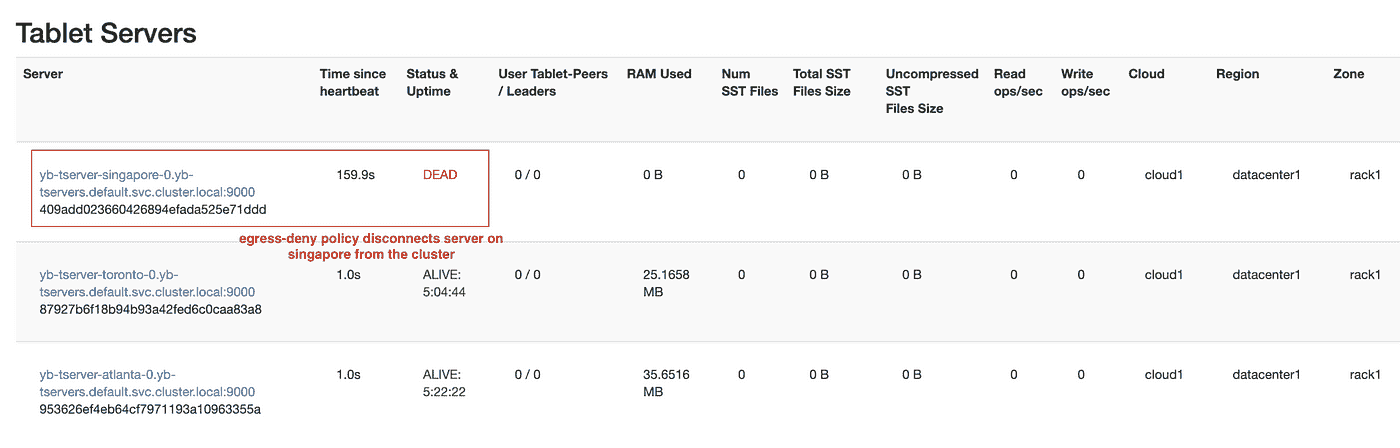 Tablet Servers
Server Time since heartbeat Status & Uptime User Tablet-Peers / Leaders RAM Used Num SST Files Total SST Files Size Uncompressed SST Files Size Read ops/sec Write ops/sec Cloud Region Zone
yb-tserver-singapore-0.yb- 159.9s DEAD 0 / 0 0 B 0 0 B 0 B 0 0 cloud1 datacenter1 rack1
tservers.default.svc.cluster.local:9000
409add023660426894efada525e71ddd
egress-deny policy disconnects server on
singapore from the cluster
yb-tserver-toronto-0.yb- 1.0s ALIVE: 0 / 0 25.1658 0 0 B 0 B 0 0 cloud1 datacenter1 rack1
tservers.default.svc.cluster.local:9000 5:04:44 MB
87927b6f18b94b93a42fed6c0caa83a8
yb-tserver-atlanta-0.yb- 1.0s ALIVE: 0 / 0 35.6516 0 0 B 0 B 0 0 cloud1 datacenter1 rack1
tservers.default.svc.cluster.local:9000 5:22:22 MB
953626ef4eb64cf7971193a10963355a